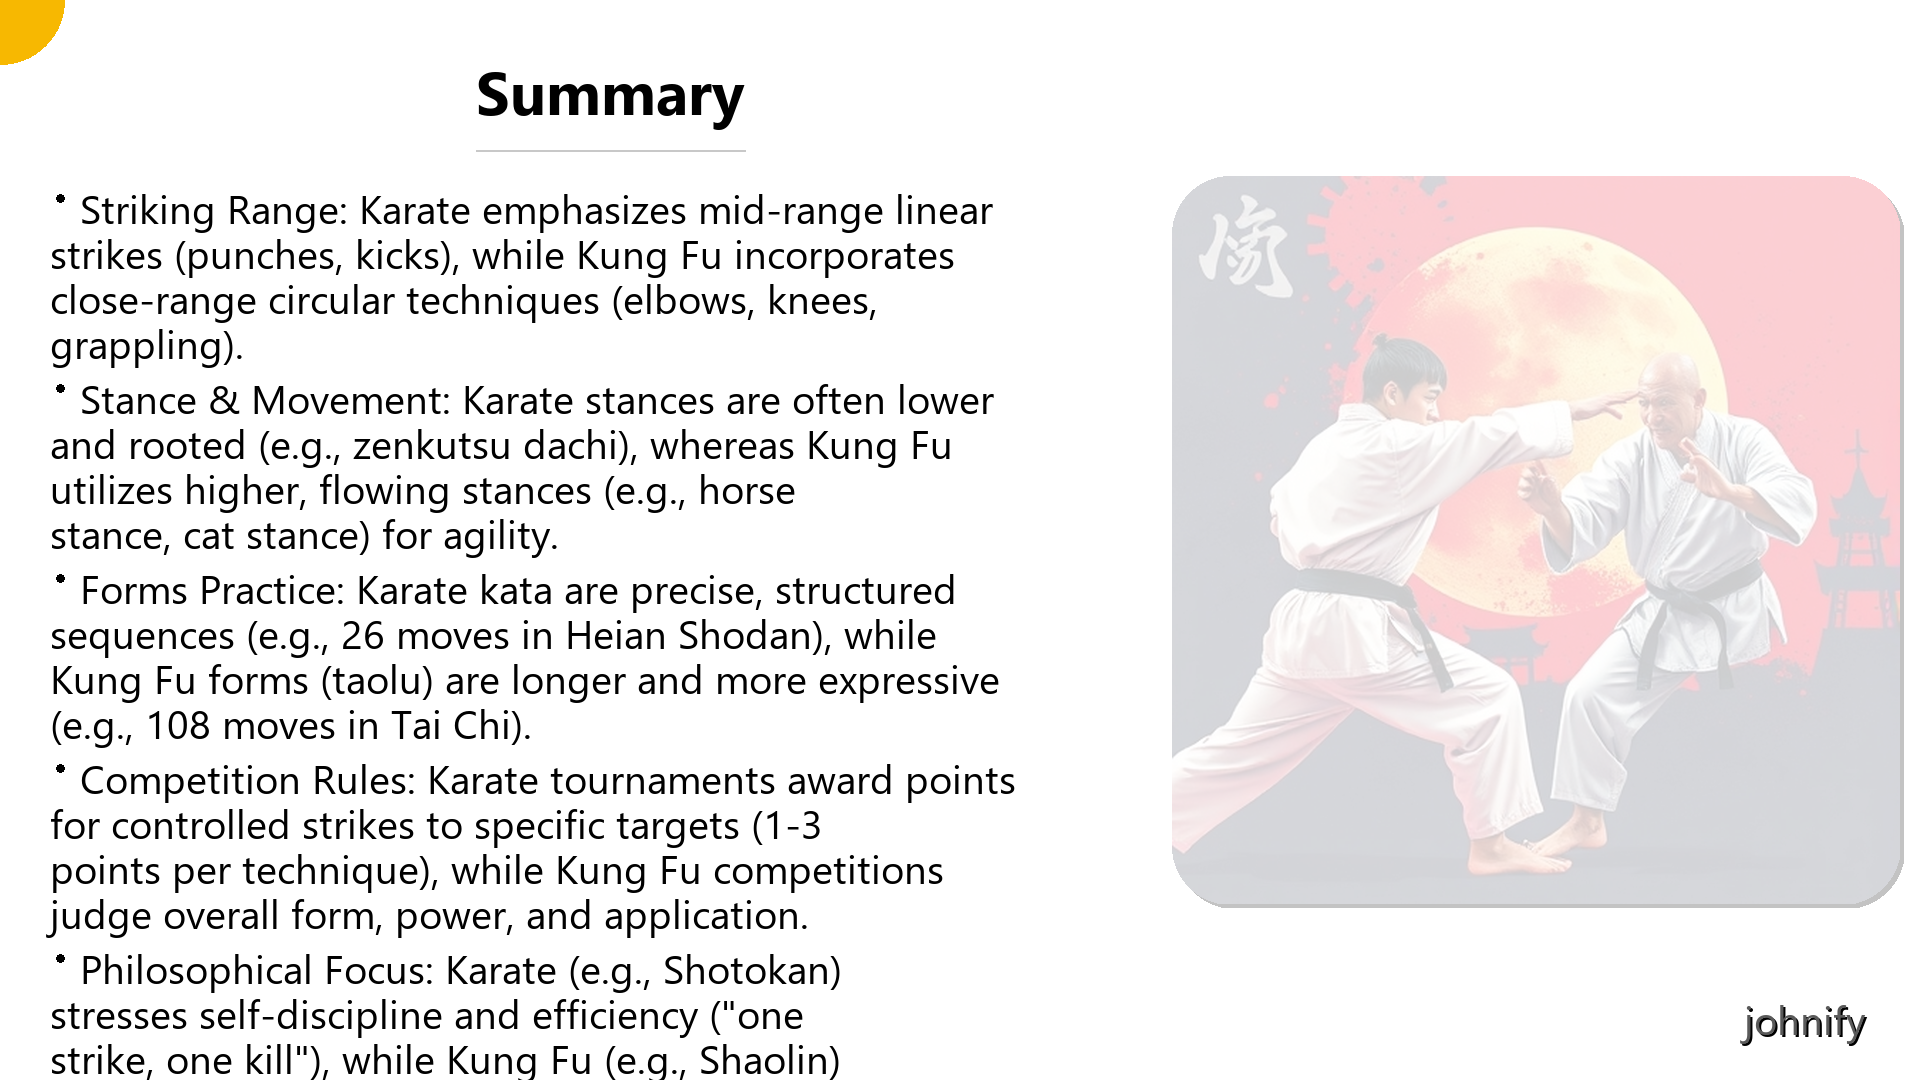 Summary
• Striking Range: Karate emphasizes mid-range linear
strikes (punches, kicks), while Kung Fu incorporates
close-range circular techniques (elbows, knees,
grappling).
• Stance & Movement: Karate stances are often lower
and rooted (e.g., zenkutsu dachi), whereas Kung Fu
utilizes higher, flowing stances (e.g., horse
stance, cat stance) for agility.
• Forms Practice: Karate kata are precise, structured
sequences (e.g., 26 moves in Heian Shodan), while
Kung Fu forms (taolu) are longer and more expressive
(e.g., 108 moves in Tai Chi).
• Competition Rules: Karate tournaments award points
for controlled strikes to specific targets (1-3
points per technique), while Kung Fu competitions
judge overall form, power, and application.
• Philosophical Focus: Karate (e.g., Shotokan)
stresses self-discipline and efficiency ("one
strike, one kill"), while Kung Fu (e.g., Shaolin)
johnify